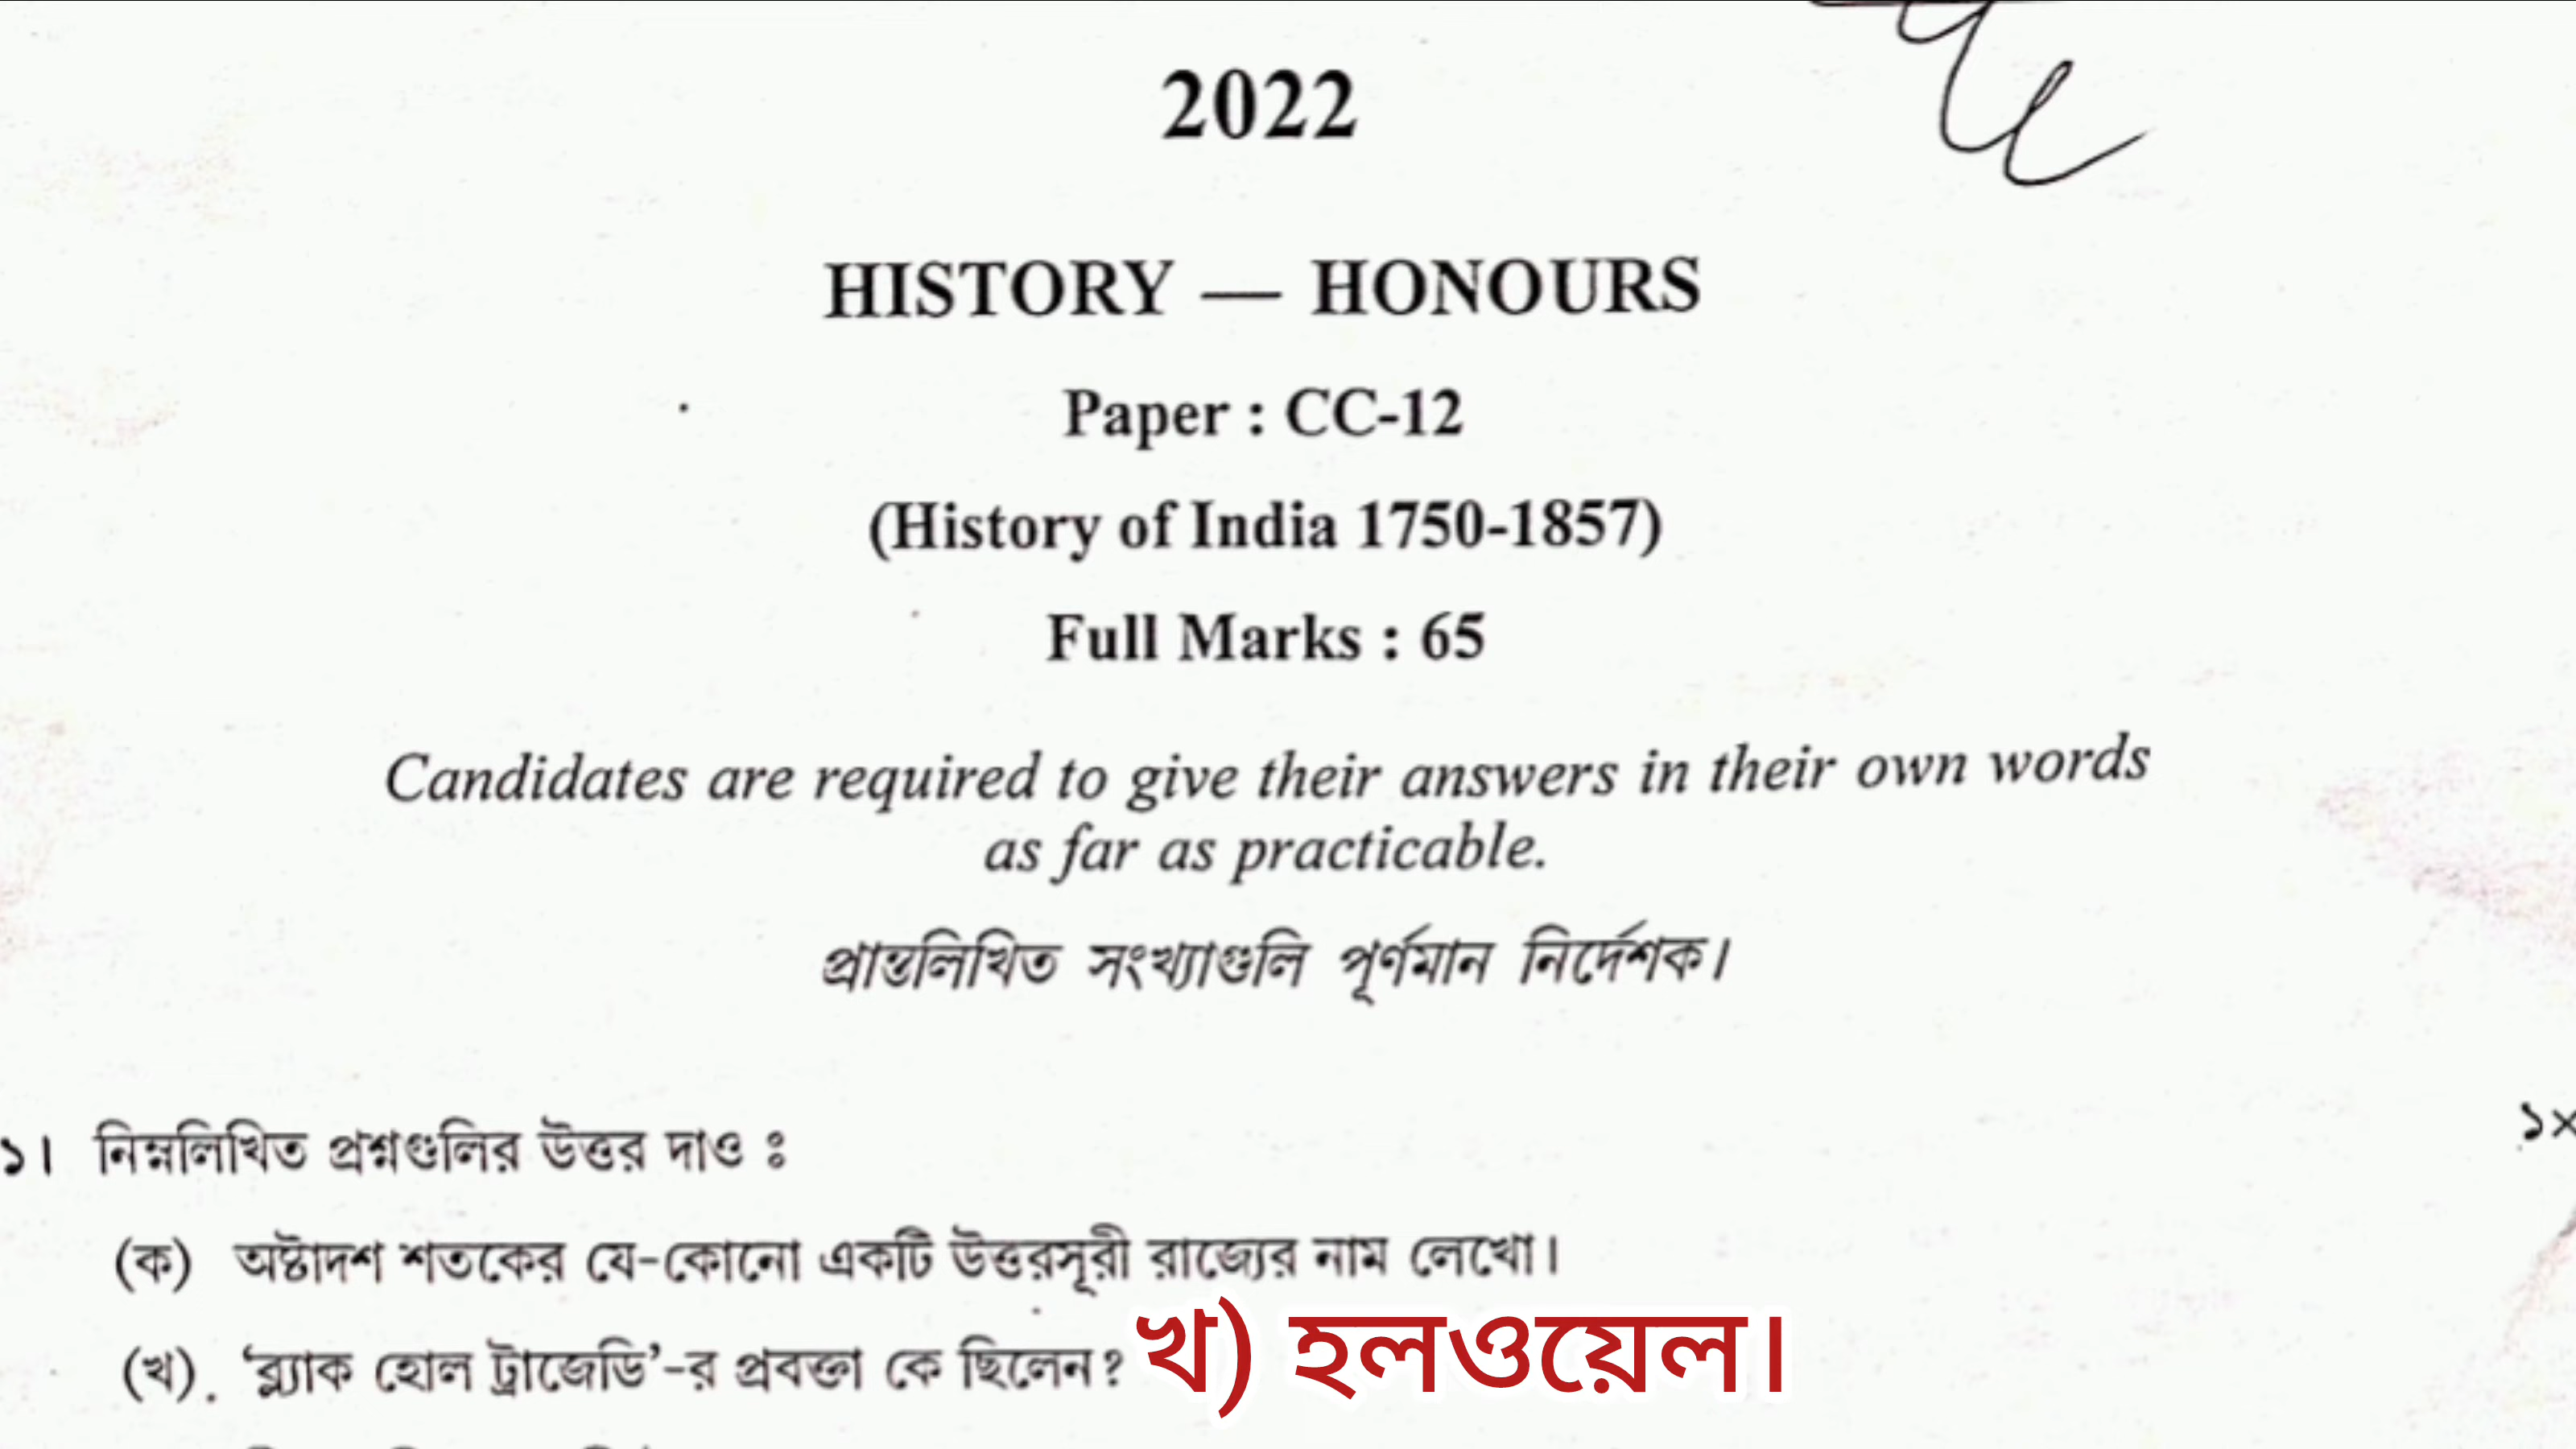 2022
HISTORY — HONOURS
Paper : CC-12
(History of India 1750-1857)
Full Marks : 65
Candidates are required to give their answers in their own words
as far as practicable.
প্রান্তলিখিত সংখ্যাগুলি পূর্ণমান নির্দেশক।
১। নিম্নলিখিত প্রশ্নগুলির উত্তর দাও ঃ ১×
(ক) অষ্টাদশ শতকের যে-কোনো একটি উত্তরসূরী রাজ্যের নাম লেখো।
(খ). ‘ব্ল্যাক হোল ট্রাজেডি’-র প্রবক্তা কে ছিলেন? খ) হলওয়েল।